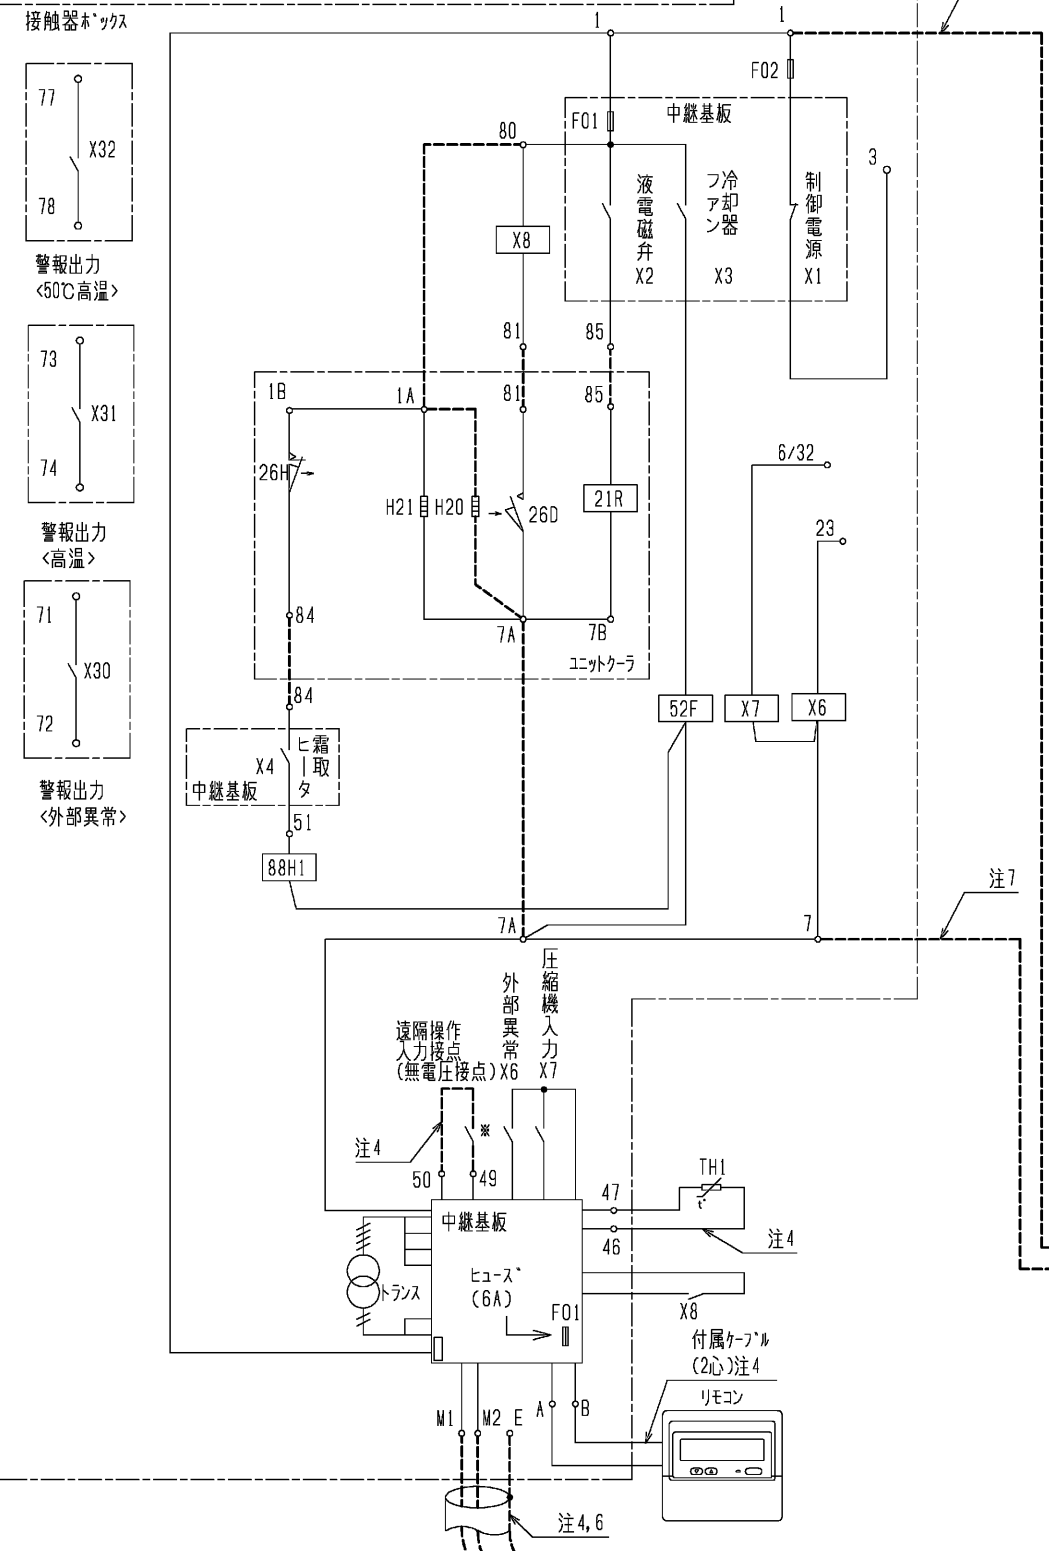 接触器ボックス
1
1
F02
77
X32
78
警報出力
<50℃高温>
F01
中継基板
80
3
液電磁弁
X2
冷却器
ファン
X3
制御電源
X1
X8
73
X31
74
警報出力
<高温>
81
85
1B
1A
81
85
26H
H21
H20
26D
21R
6/32
23
71
X30
72
警報出力
<外部異常>
84
7A
7B
ユニットクーラ
84
52F
X7
X6
X4
霜取
ヒータ
中継基板
51
88H1
7A
7
注7
遠隔操作
入力接点
(無電圧接点)
外部異常
X6
圧縮機入力
X7
注4
※
50
49
47
TH1
t°
46
注4
中継基板
トランス
ヒューズ
(6A)
F01
X8
付属ケーブル
(2心)注4
リモコン
M1
M2
E
A
B
注4,6